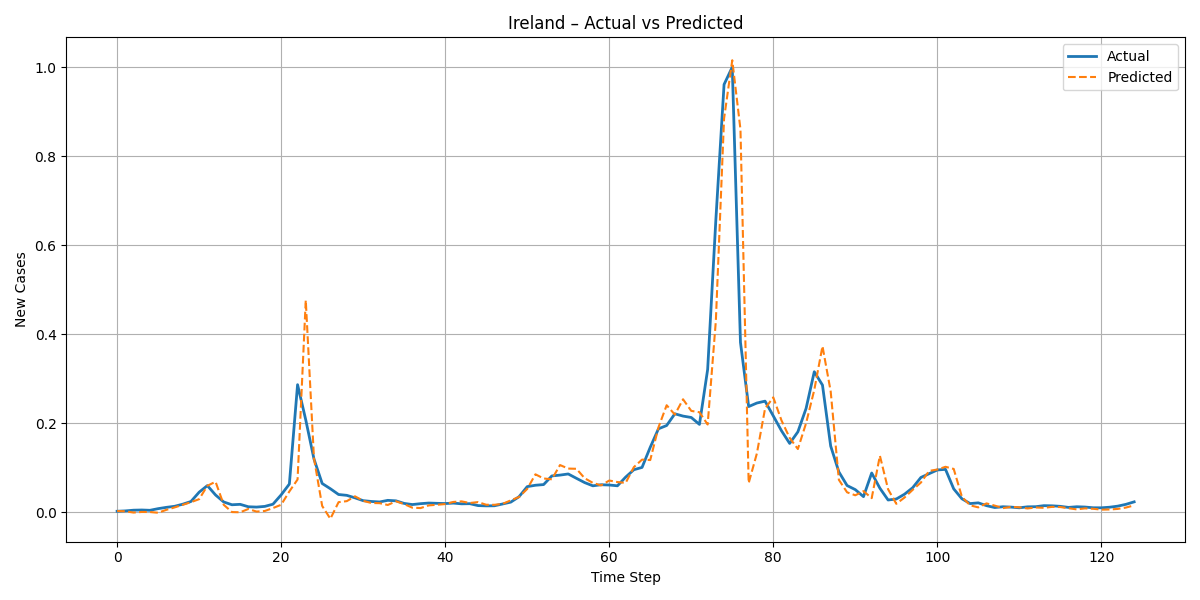 Ireland – Actual vs Predicted
Actual
Predicted
New Cases
1.0
0.8
0.6
0.4
0.2
0.0
0 20 40 60 80 100 120
Time Step